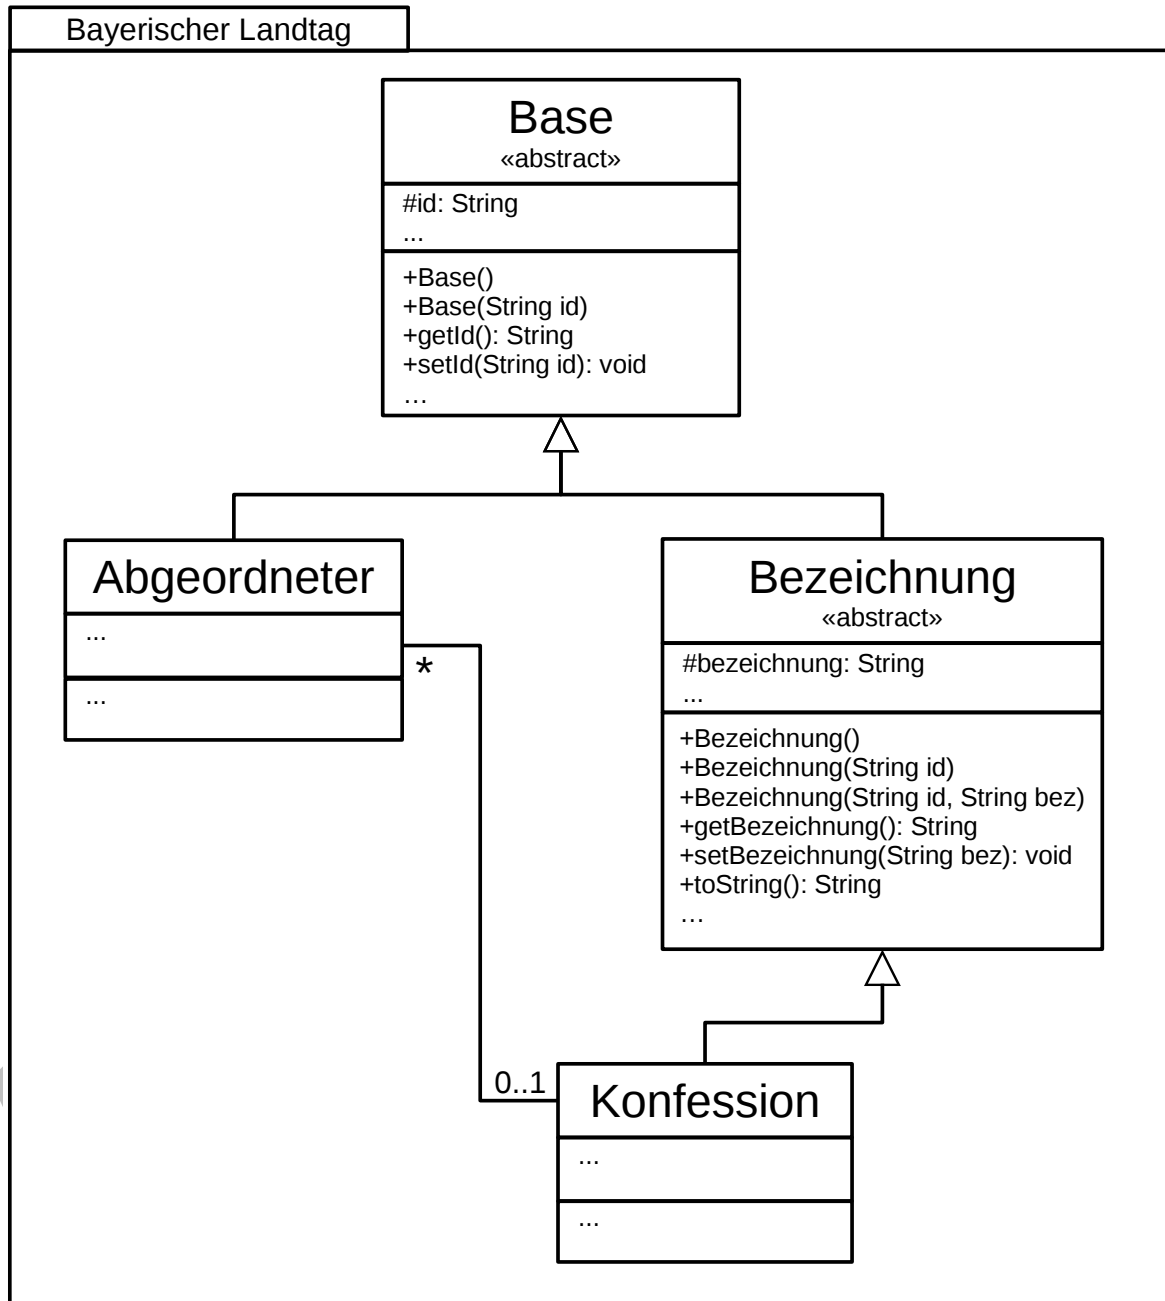 Bayerischer Landtag
Base
«abstract»
#id: String
...
+Base()
+Base(String id)
+getId(): String
+setId(String id): void
…
Abgeordneter
...
...
*
Bezeichnung
«abstract»
#bezeichnung: String
...
+Bezeichnung()
+Bezeichnung(String id)
+Bezeichnung(String id, String bez)
+getBezeichnung(): String
+setBezeichnung(String bez): void
+toString(): String
…
0..1
Konfession
...
...